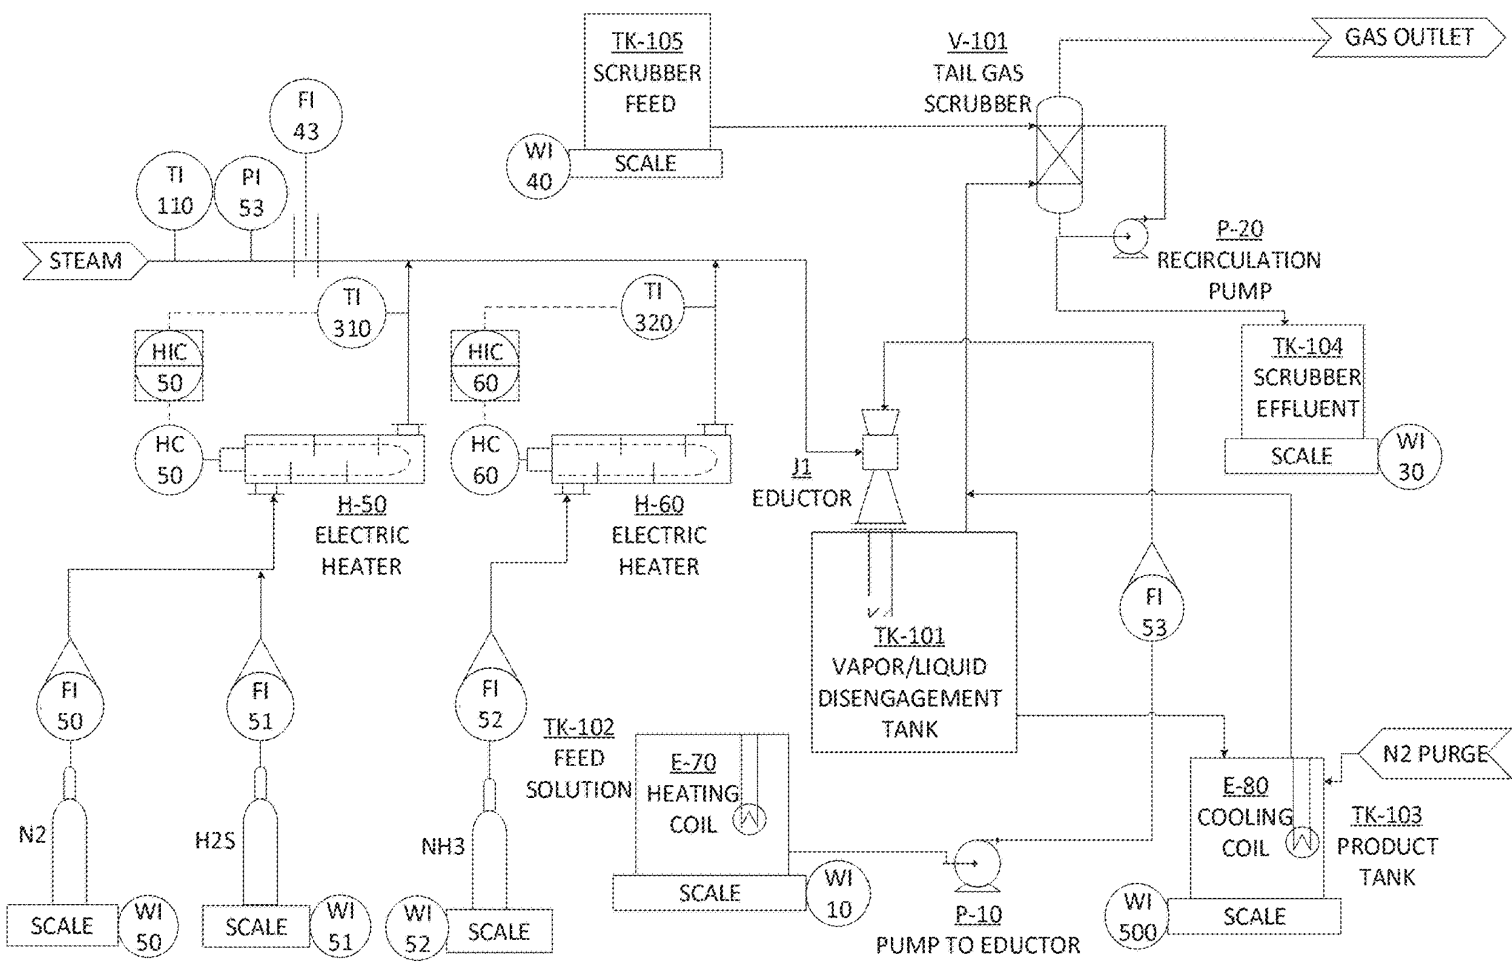 GAS OUTLET
TK-105
SCRUBBER
FEED
SCALE
WI
40
V-101
TAIL GAS
SCRUBBER
FI
43
TI
110
PI
53
STEAM
P-20
RECIRCULATION
PUMP
TI
310
TI
320
HIC
50
HIC
60
HC
50
HC
60
H-50
ELECTRIC
HEATER
H-60
ELECTRIC
HEATER
J1
EDUCTOR
TK-104
SCRUBBER
EFFLUENT
SCALE
WI
30
FI
50
FI
51
FI
52
FI
53
TK-101
VAPOR/LIQUID
DISENGAGEMENT
TANK
TK-102
FEED
SOLUTION
E-70
HEATING
COIL
SCALE
WI
10
P-10
PUMP TO EDUCTOR
N2 PURGE
E-80
COOLING
COIL
TK-103
PRODUCT
TANK
SCALE
WI
500
N2
SCALE
WI
50
H2S
SCALE
WI
51
NH3
WI
52
SCALE